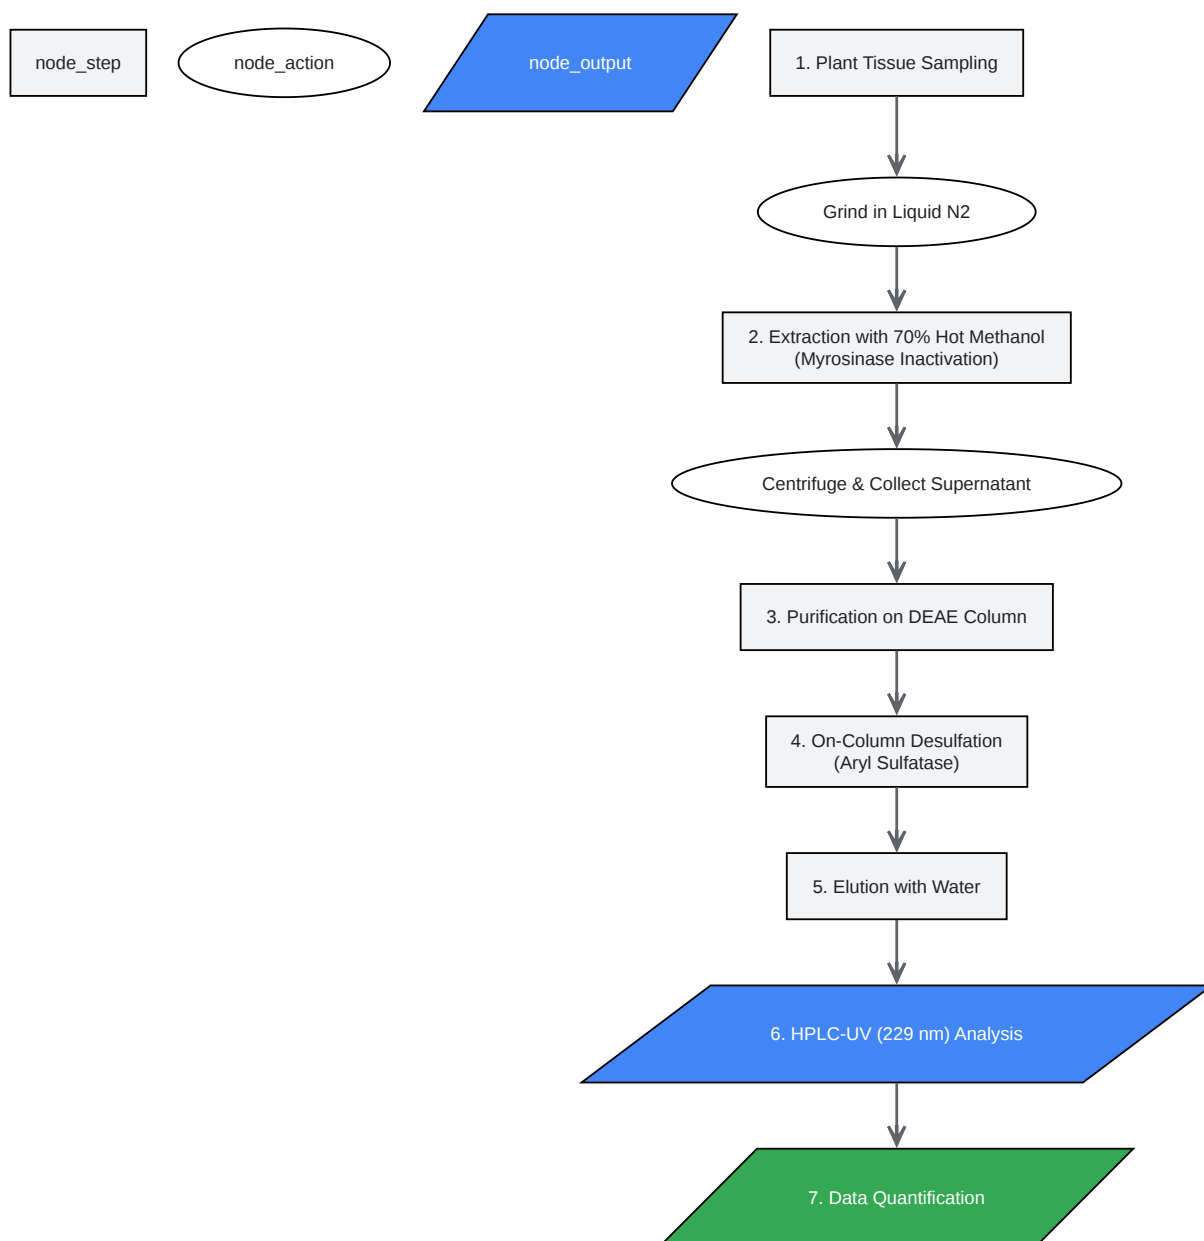 node_step
node_action
node_output
1. Plant Tissue Sampling
Grind in Liquid N2
2. Extraction with 70% Hot Methanol
(Myrosinase Inactivation)
Centrifuge & Collect Supernatant
3. Purification on DEAE Column
4. On-Column Desulfation
(Aryl Sulfatase)
5. Elution with Water
6. HPLC-UV (229 nm) Analysis
7. Data Quantification